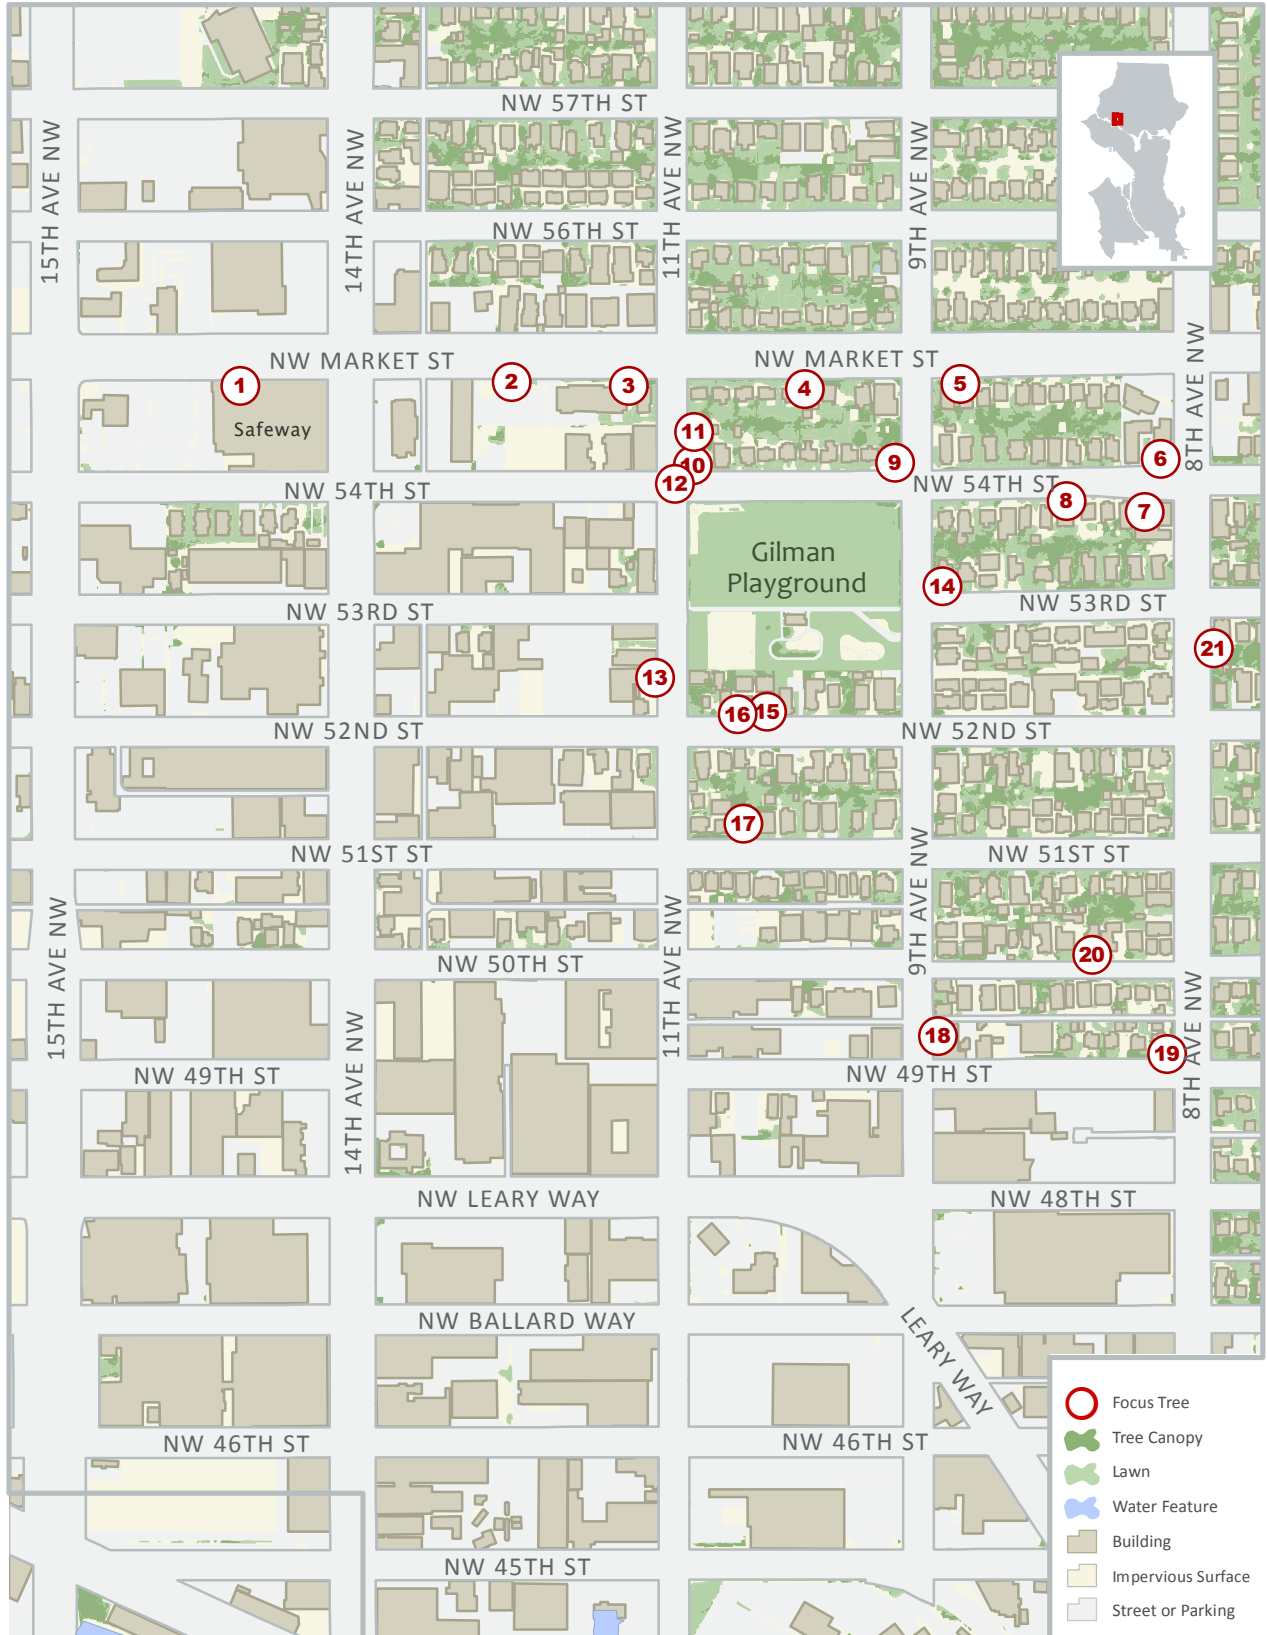 NW 57TH ST
15TH AVE NW
14TH AVE NW
11TH AVE NW
9TH AVE NW
NW 56TH ST
NW MARKET ST
NW MARKET ST
8TH AVE NW
1
2
3
4
5
Safeway
11
10
12
9
6
NW 54TH ST
NW 54TH ST
8
7
Gilman
Playground
14
NW 53RD ST
NW 53RD ST
21
13
16
15
NW 52ND ST
NW 52ND ST
17
NW 51ST ST
NW 51ST ST
15TH AVE NW
14TH AVE NW
11TH AVE NW
9TH AVE NW
8TH AVE NW
NW 50TH ST
20
18
19
NW 49TH ST
NW 49TH ST
NW LEARY WAY
NW 48TH ST
NW BALLARD WAY
LEARY WAY
NW 46TH ST
NW 46TH ST
NW 45TH ST
Focus Tree
Tree Canopy
Lawn
Water Feature
Building
Impervious Surface
Street or Parking